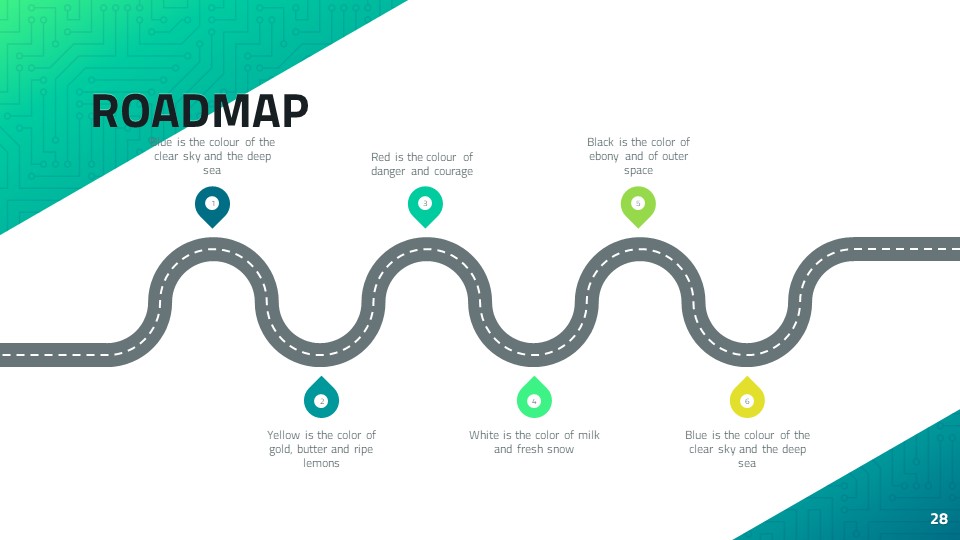 ROADMAP
Blue is the colour of the
clear sky and the deep
sea
Red is the colour of
danger and courage
Black is the color of
ebony and of outer
space
1
3
5
2
4
6
Yellow is the color of
gold, butter and ripe
lemons
White is the color of milk
and fresh snow
Blue is the colour of the
clear sky and the deep
sea
28